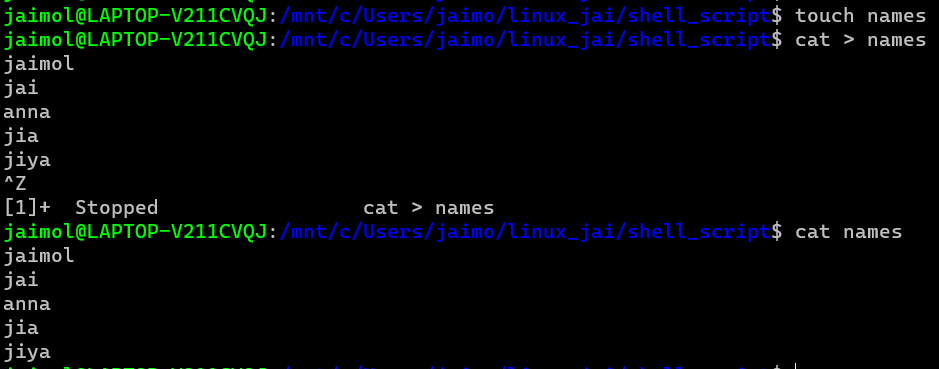 jaimol@LAPTOP-V211CVQJ:/mnt/c/Users/jaimo/linux_jai/shell_script$ touch names
jaimol@LAPTOP-V211CVQJ:/mnt/c/Users/jaimo/linux_jai/shell_script$ cat > names
jaimol
jai
anna
jia
jiya
^Z
[1]+  Stopped                 cat > names
jaimol@LAPTOP-V211CVQJ:/mnt/c/Users/jaimo/linux_jai/shell_script$ cat names
jaimol
jai
anna
jia
jiya